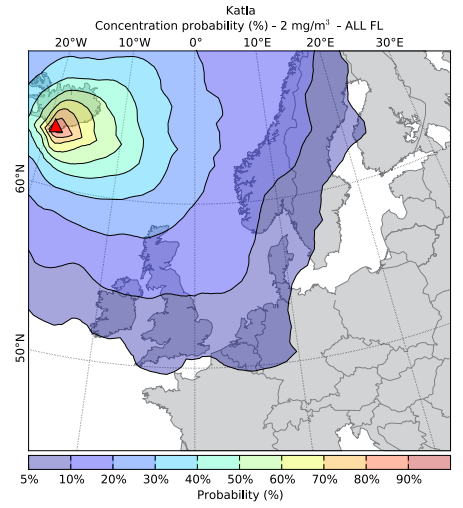 Katla
Concentration probability (%) - 2 mg/m³ - ALL FL
20°W 10°W 0° 10°E 20°E 30°E
60°N
50°N
5% 10% 20% 30% 40% 50% 60% 70% 80% 90%
Probability (%)